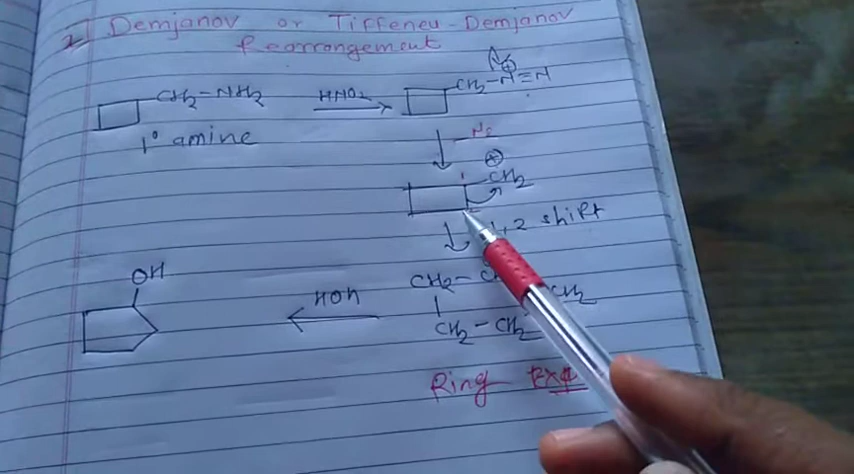 2. Demjanov or Tiffeneu-Demjanov
Rearrangement
CH2-NH2
HNO2
CH2-N≡N
1° amine
-N2
CH2
1,2 shift
OH
CH2-
CH2
HOH
CH2-CH2
Ring